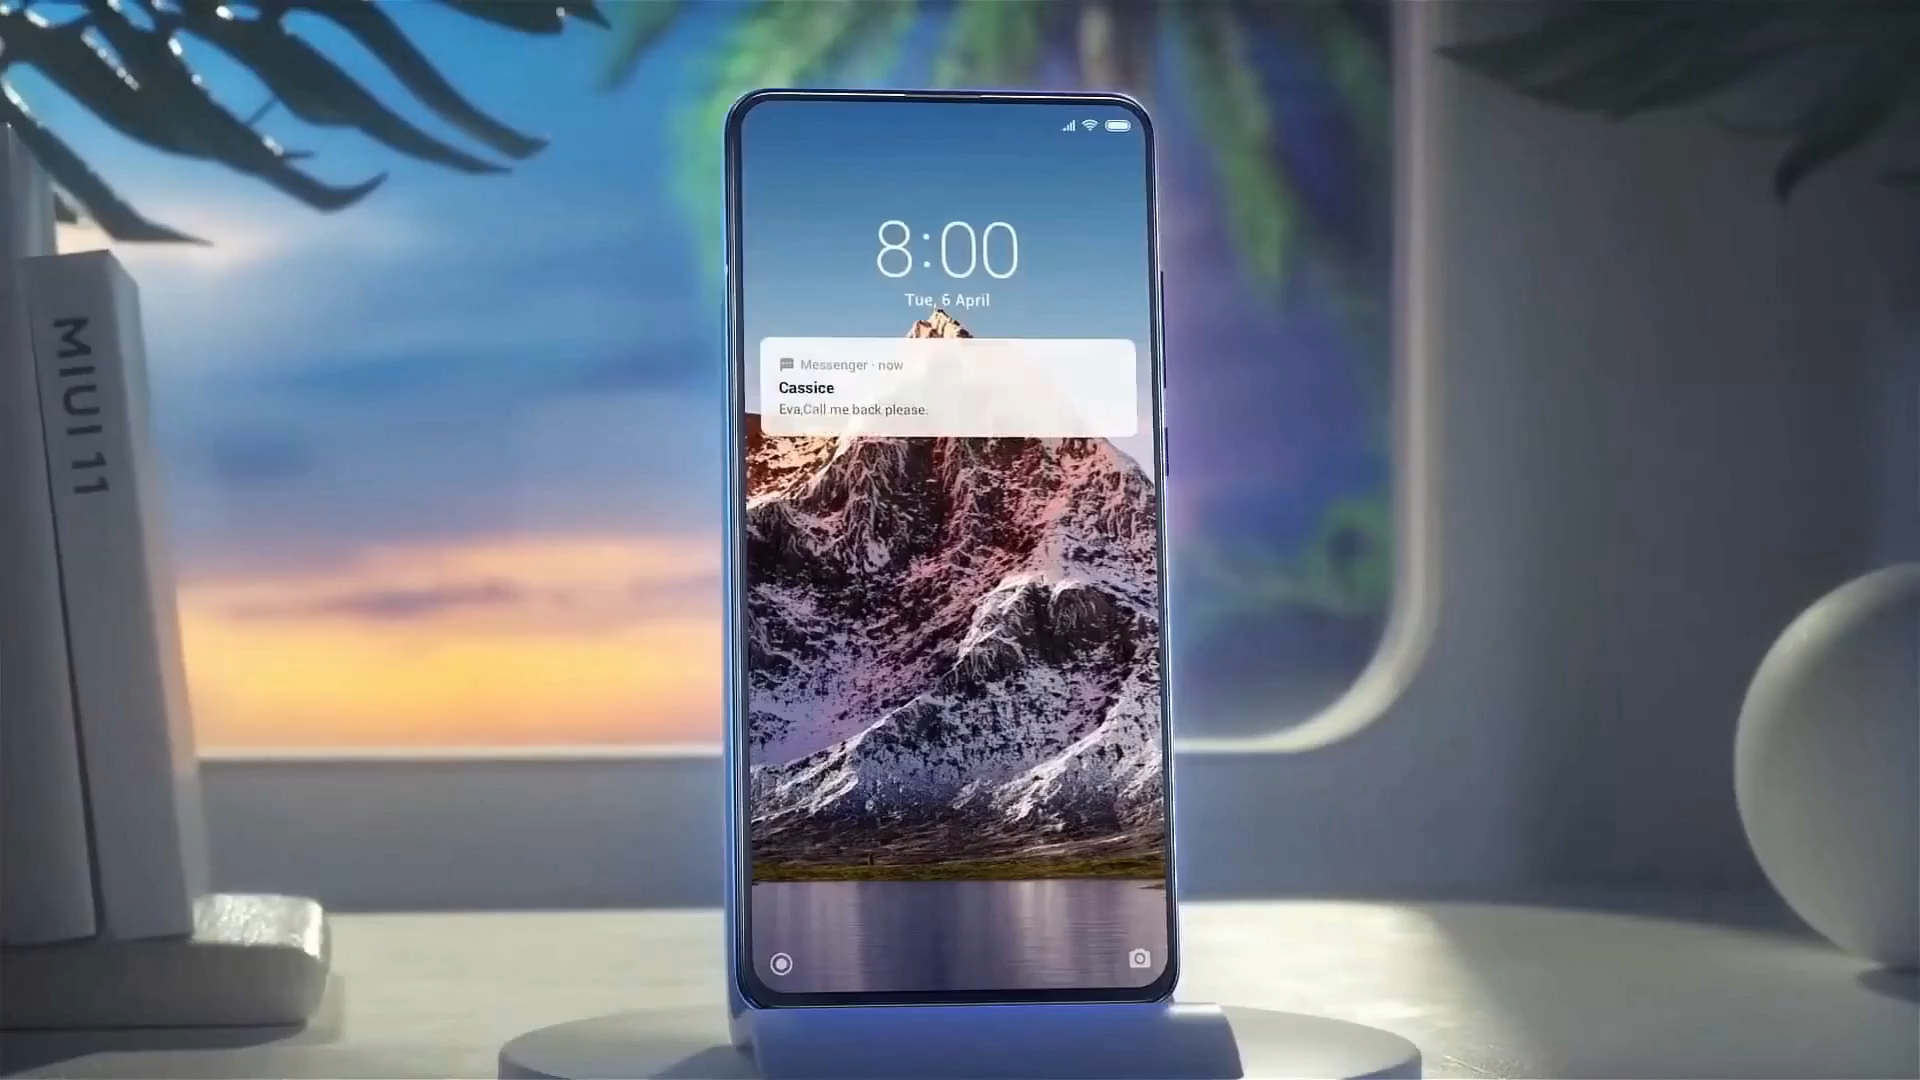 MIUI 11
8:00
Tue, 6 April
Messenger · now
Cassice
Eva,Call me back please.